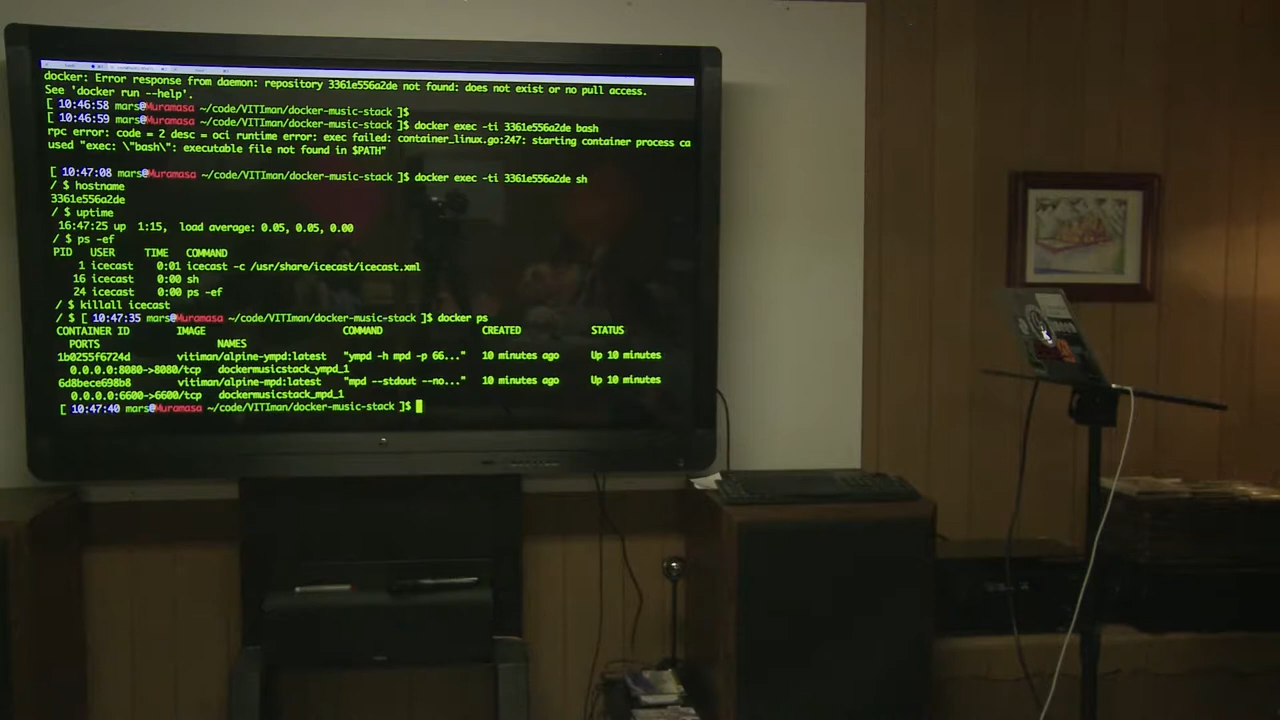 docker: Error response from daemon: repository 3361e556a2de not found: does not exist or no pull access.
See 'docker run --help'.
[ 10:46:58 mars@Muramasa ~/code/VITIman/docker-music-stack ]$
[ 10:46:59 mars@Muramasa ~/code/VITIman/docker-music-stack ]$ docker exec -ti 3361e556a2de bash
rpc error: code = 2 desc = oci runtime error: exec failed: container_linux.go:247: starting container process ca
used "exec: \"bash\": executable file not found in $PATH"
[ 10:47:08 mars@Muramasa ~/code/VITIman/docker-music-stack ]$ docker exec -ti 3361e556a2de sh
/ $ hostname
3361e556a2de
/ $ uptime
16:47:25 up 1:15, load average: 0.05, 0.05, 0.00
/ $ ps -ef
PID USER TIME COMMAND
1 icecast 0:01 icecast -c /usr/share/icecast/icecast.xml
16 icecast 0:00 sh
24 icecast 0:00 ps -ef
/ $ killall icecast
/ $ [ 10:47:35 mars@Muramasa ~/code/VITIman/docker-music-stack ]$ docker ps
CONTAINER ID IMAGE COMMAND CREATED STATUS
PORTS NAMES
1b0255f6724d vitiman/alpine-ympd:latest "ympd -h mpd -p 66..." 10 minutes ago Up 10 minutes
0.0.0.0:8080->8080/tcp dockermusicstack_ympd_1
6d8bece698b8 vitiman/alpine-mpd:latest "mpd --stdout --no..." 10 minutes ago Up 10 minutes
0.0.0.0:6600->6600/tcp dockermusicstack_mpd_1
[ 10:47:40 mars@Muramasa ~/code/VITIman/docker-music-stack ]$